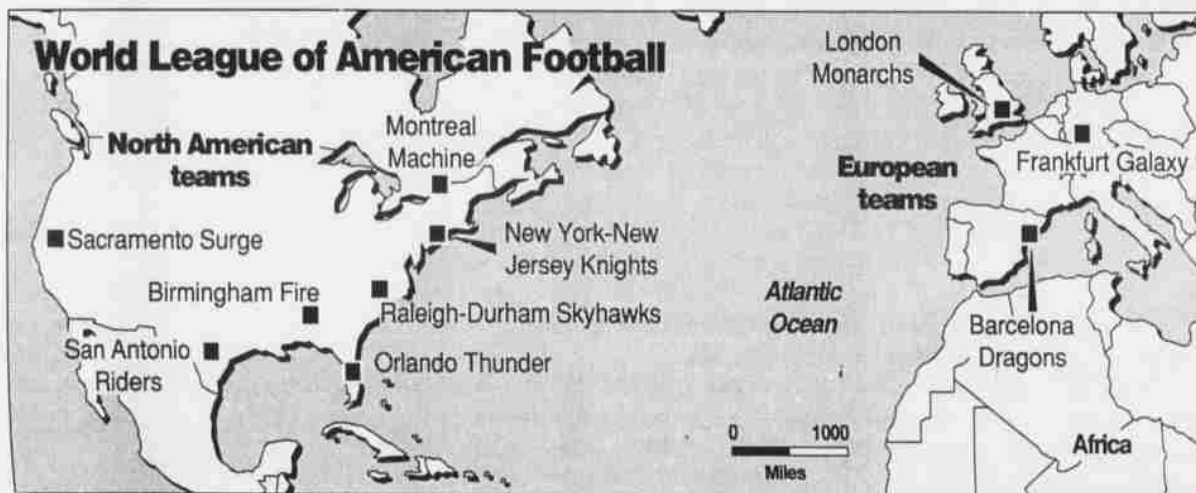 World League of American Football
North American
teams
Montreal
Machine
Sacramento Surge
New York-New
Jersey Knights
Birmingham Fire
Raleigh-Durham Skyhawks
San Antonio
Riders
Orlando Thunder
Atlantic
Ocean
0 1000
Miles
London
Monarchs
European
teams
Frankfurt Galaxy
Barcelona
Dragons
Africa